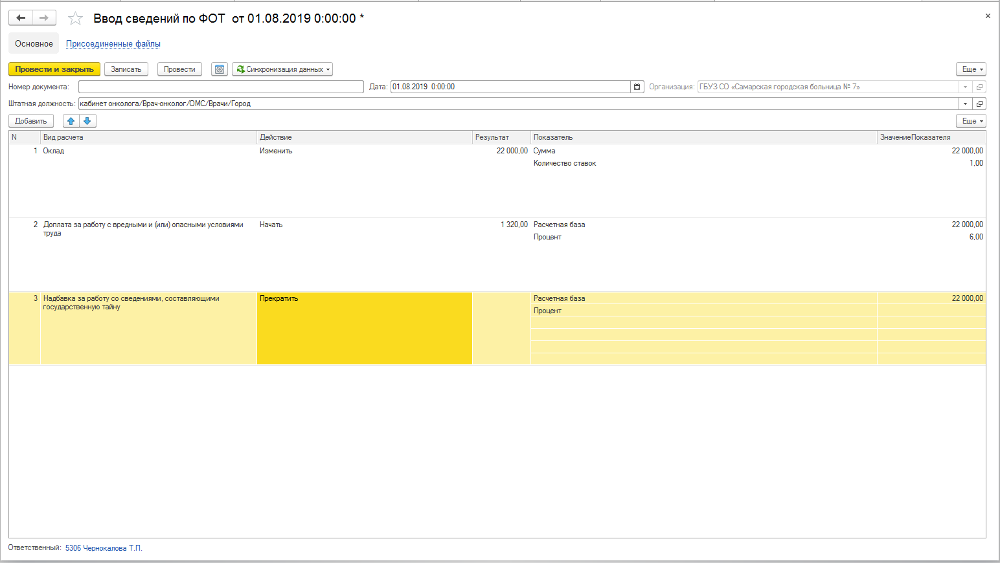 Ввод сведений по ФОТ от 01.08.2019 0:00:00 *
Основное Присоединенные файлы
Провести и закрыть Записать Провести Синхронизация данных Еще
Номер документа: Дата: 01.08.2019 0:00:00 Организация: ГБУЗ СО «Самарская городская больница № 7»
Штатная должность: кабинет онколога/Врач-онколог/ОМС/Врачи/Город
Добавить Еще
N Вид расчета Действие Результат Показатель ЗначениеПоказателя
1 Оклад Изменить 22 000,00 Сумма 22 000,00
Количество ставок 1,00
2 Доплата за работу с вредными и (или) опасными условиями Начать 1 320,00 Расчетная база 22 000,00
труда
Процент 6,00
3 Надбавка за работу со сведениями, составляющими Прекратить Расчетная база 22 000,00
государственную тайну
Процент
Ответственный: 5306 Чернокалова Т.П.